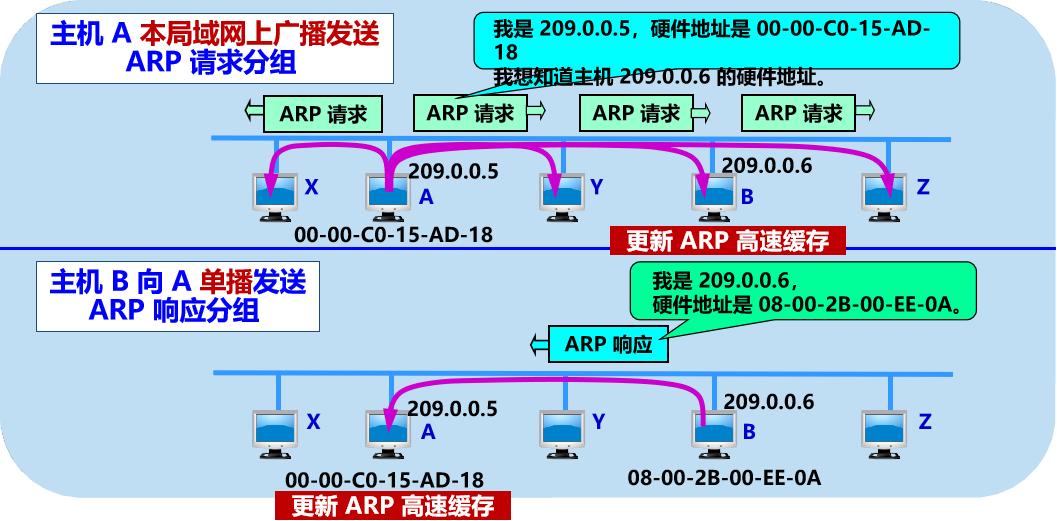 主机 A 本局域网上广播发送
ARP 请求分组
我是 209.0.0.5，硬件地址是 00-00-C0-15-AD-
18
我想知道主机 209.0.0.6 的硬件地址。
ARP 请求
ARP 请求
ARP 请求
ARP 请求
209.0.0.5
209.0.0.6
X
A
Y
B
Z
00-00-C0-15-AD-18
更新 ARP 高速缓存
主机 B 向 A 单播发送
ARP 响应分组
我是 209.0.0.6，
硬件地址是 08-00-2B-00-EE-0A。
ARP 响应
209.0.0.5
209.0.0.6
X
A
Y
B
Z
00-00-C0-15-AD-18
08-00-2B-00-EE-0A
更新 ARP 高速缓存